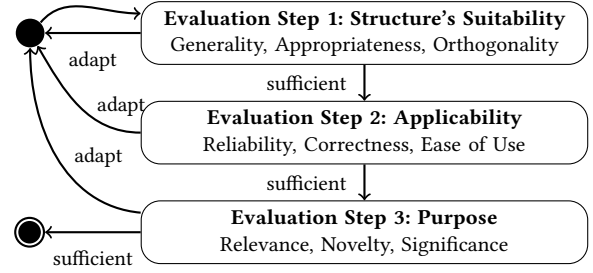 Evaluation Step 1: Structure's Suitability
Generality, Appropriateness, Orthogonality
adapt
sufficient
adapt
Evaluation Step 2: Applicability
Reliability, Correctness, Ease of Use
adapt
sufficient
Evaluation Step 3: Purpose
Relevance, Novelty, Significance
sufficient